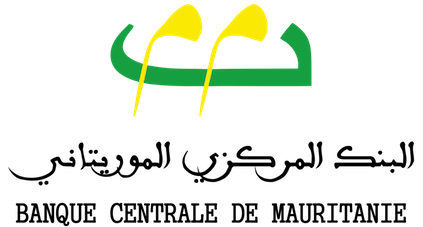 البنك المركزي الموريتاني
BANQUE CENTRALE DE MAURITANIE